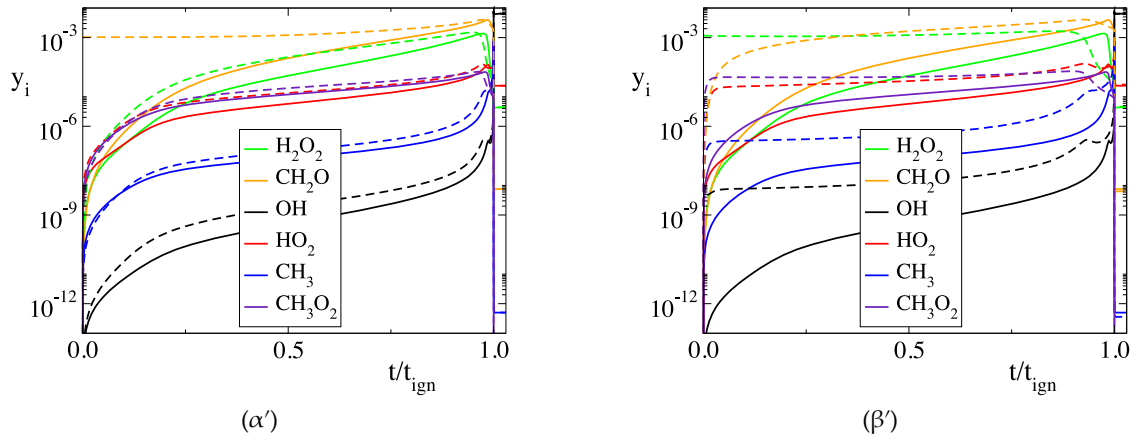 10⁻³
yᵢ
10⁻⁶
10⁻⁹
10⁻¹²
H₂O₂
CH₂O
OH
HO₂
CH₃
CH₃O₂
0.0
0.5
1.0
t/t_ign
(α′)
10⁻³
yᵢ
10⁻⁶
10⁻⁹
10⁻¹²
H₂O₂
CH₂O
OH
HO₂
CH₃
CH₃O₂
0.0
0.5
1.0
t/t_ign
(β′)